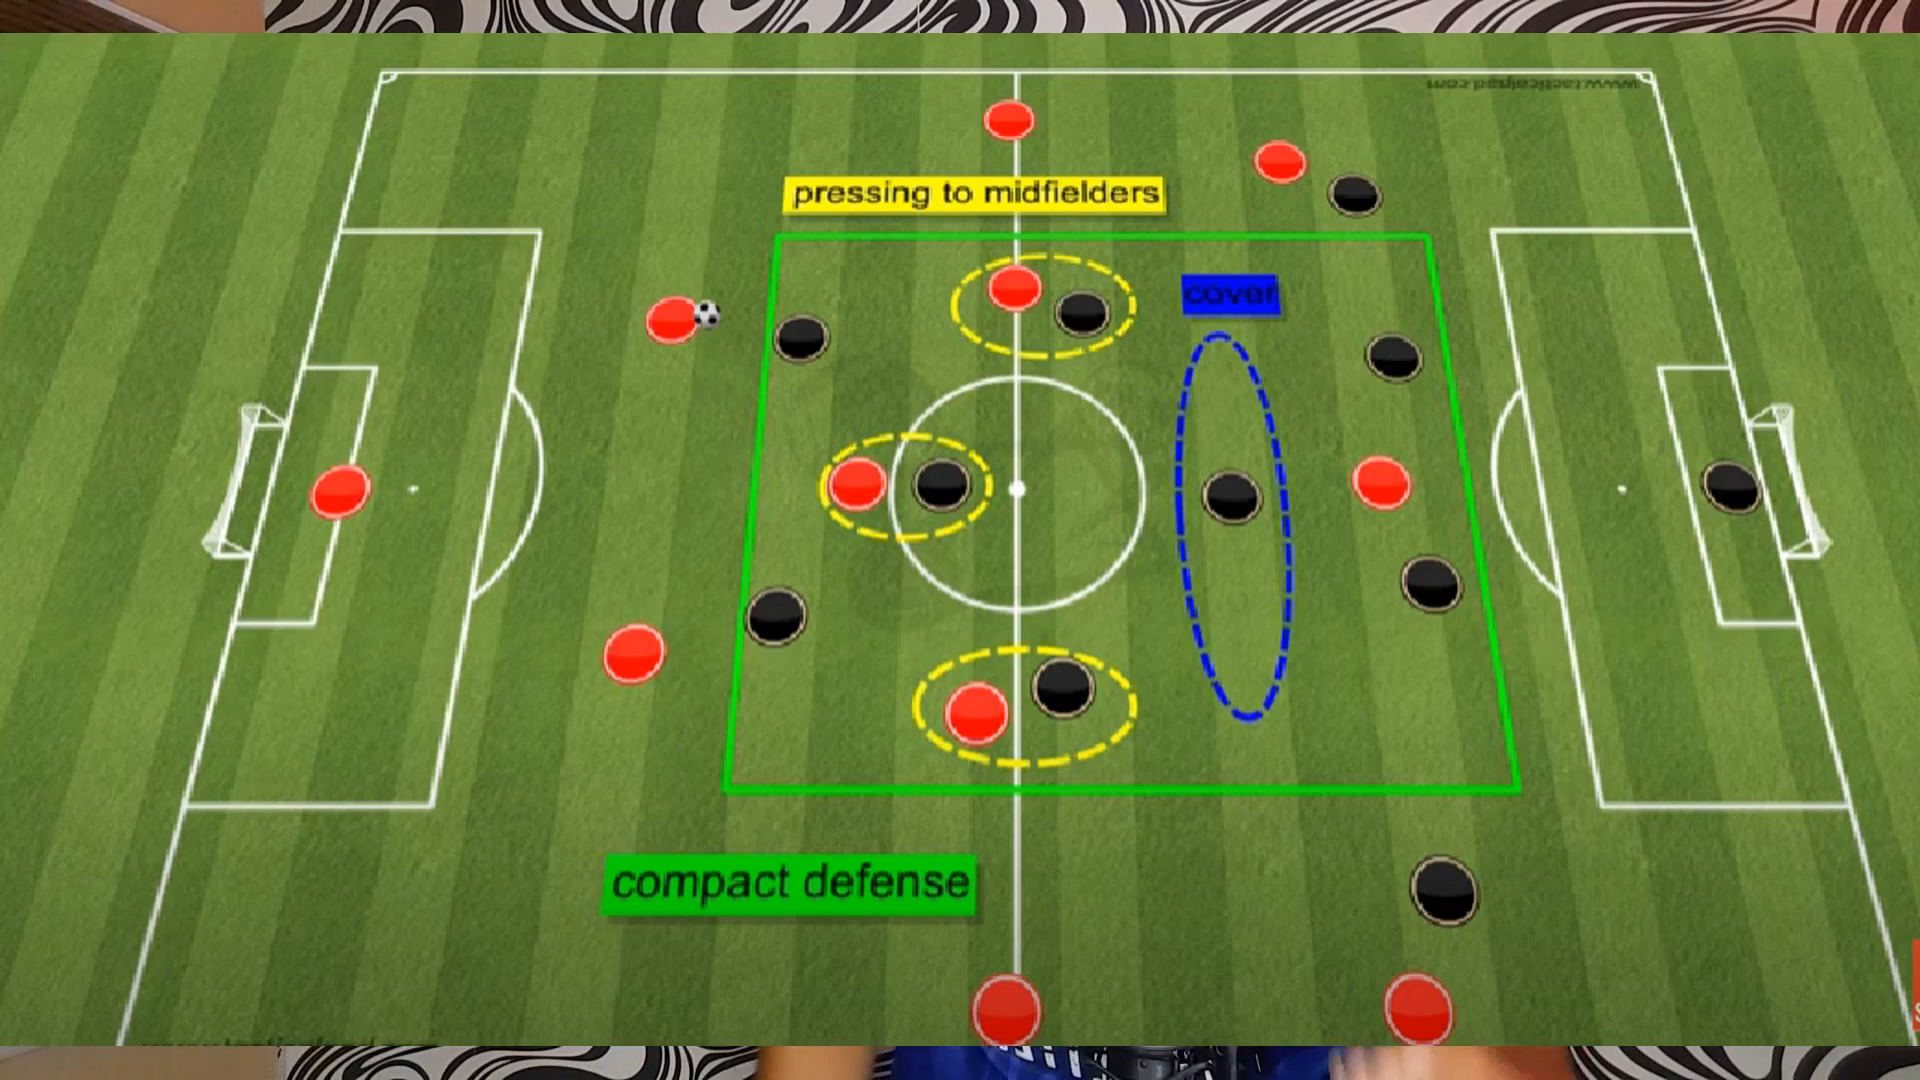 pressing to midfielders
cover
compact defense